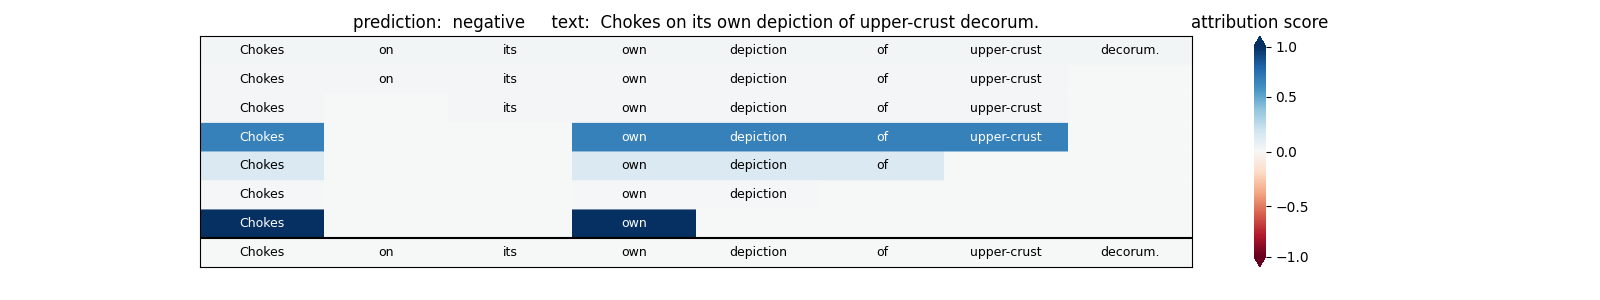 prediction: negative text: Chokes on its own depiction of upper-crust decorum. attribution score
Chokes on its own depiction of upper-crust decorum.
Chokes on its own depiction of upper-crust
Chokes its own depiction of upper-crust
Chokes own depiction of upper-crust
Chokes own depiction of
Chokes own depiction
Chokes own
Chokes on its own depiction of upper-crust decorum.
1.0
0.5
0.0
−0.5
−1.0